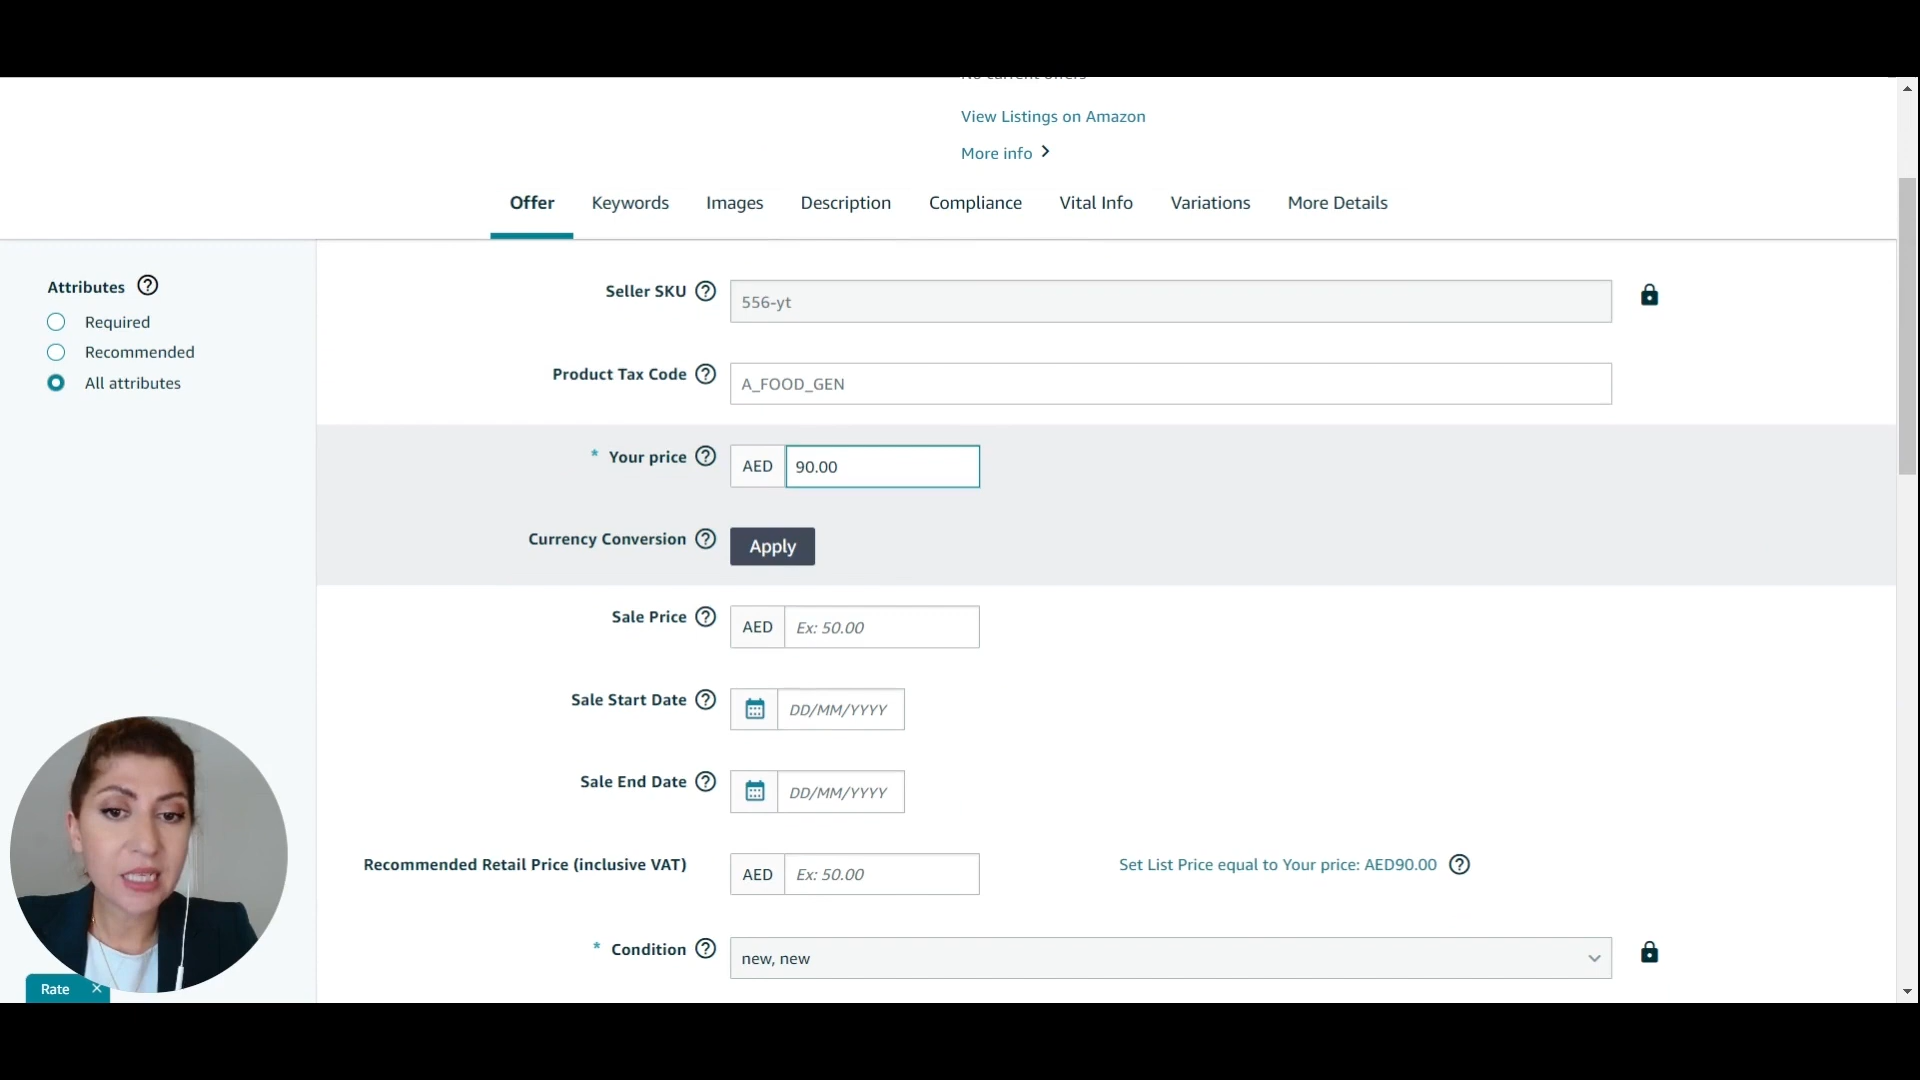 No current offers
View Listings on Amazon
More info
Offer Keywords Images Description Compliance Vital Info Variations More Details
Attributes
Required
Recommended
All attributes
Seller SKU 556-yt
Product Tax Code A_FOOD_GEN
* Your price AED 90.00
Currency Conversion Apply
Sale Price AED Ex: 50.00
Sale Start Date DD/MM/YYYY
Sale End Date DD/MM/YYYY
Recommended Retail Price (inclusive VAT) AED Ex: 50.00 Set List Price equal to Your price: AED90.00
* Condition new, new
Rate